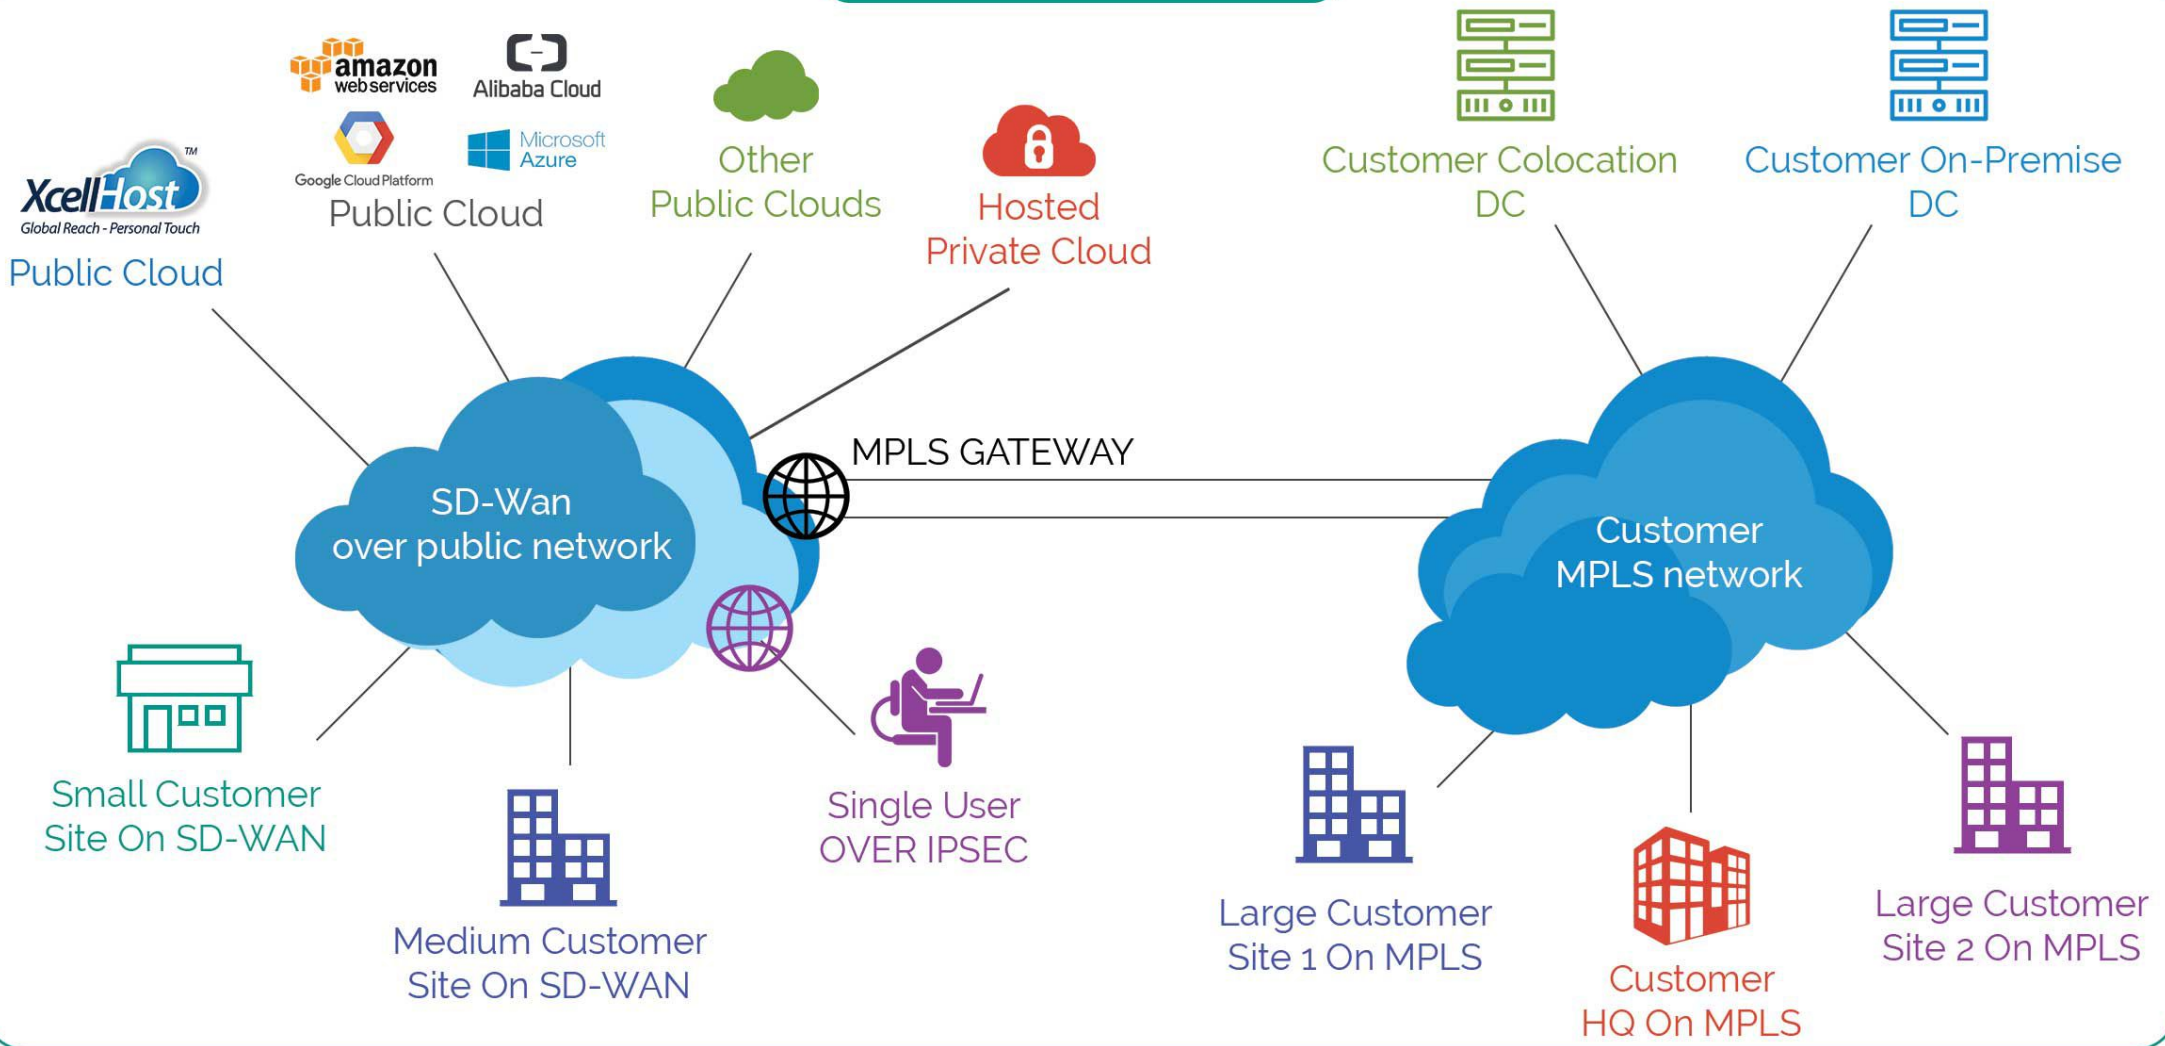 amazon
webservices
Alibaba Cloud
Google Cloud Platform
Microsoft
Azure
Public Cloud
XcellHost
TM
Global Reach - Personal Touch
Public Cloud
Other
Public Clouds
Hosted
Private Cloud
Customer Colocation
DC
Customer On-Premise
DC
MPLS GATEWAY
SD-Wan
over public network
Customer
MPLS network
Small Customer
Site On SD-WAN
Medium Customer
Site On SD-WAN
Single User
OVER IPSEC
Large Customer
Site 1 On MPLS
Customer
HQ On MPLS
Large Customer
Site 2 On MPLS